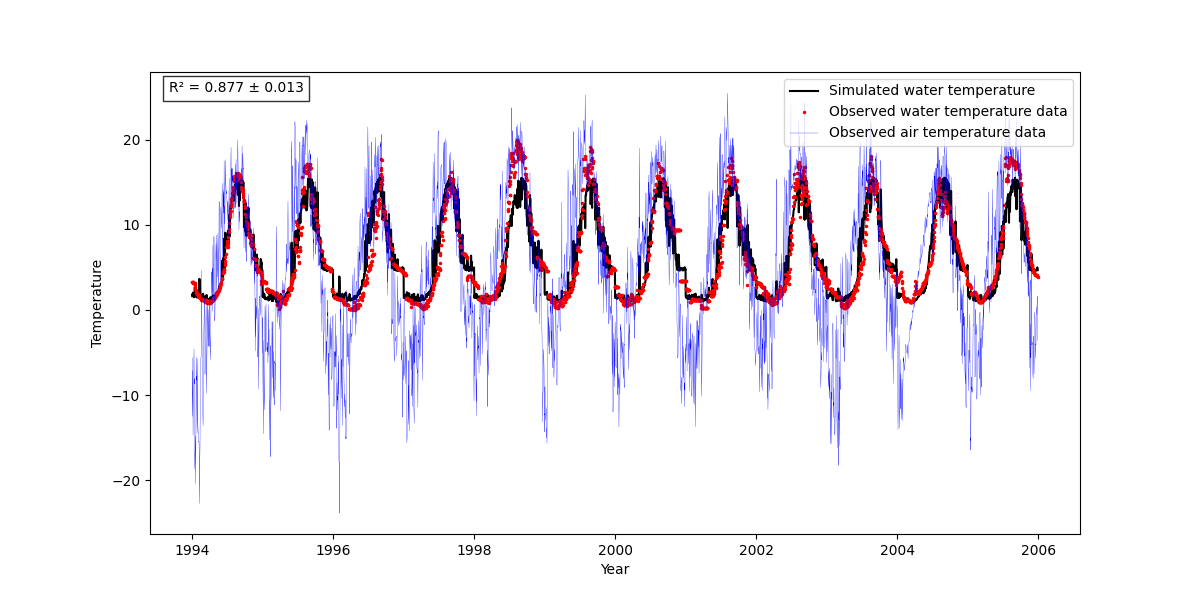 R² = 0.877 ± 0.013
Simulated water temperature
Observed water temperature data
Observed air temperature data
20
10
0
−10
−20
Temperature
1994
1996
1998
2000
2002
2004
2006
Year